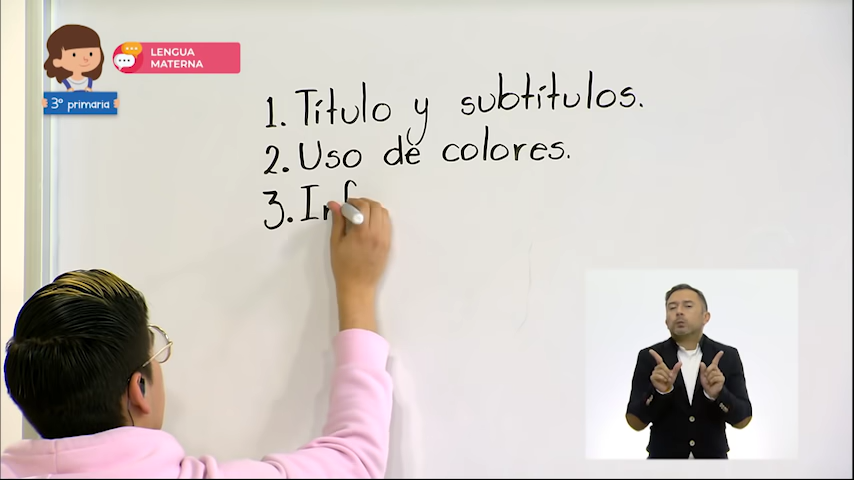 LENGUA
MATERNA
3° primaria
1. Título y subtítulos.
2. Uso de colores.
3. Inf